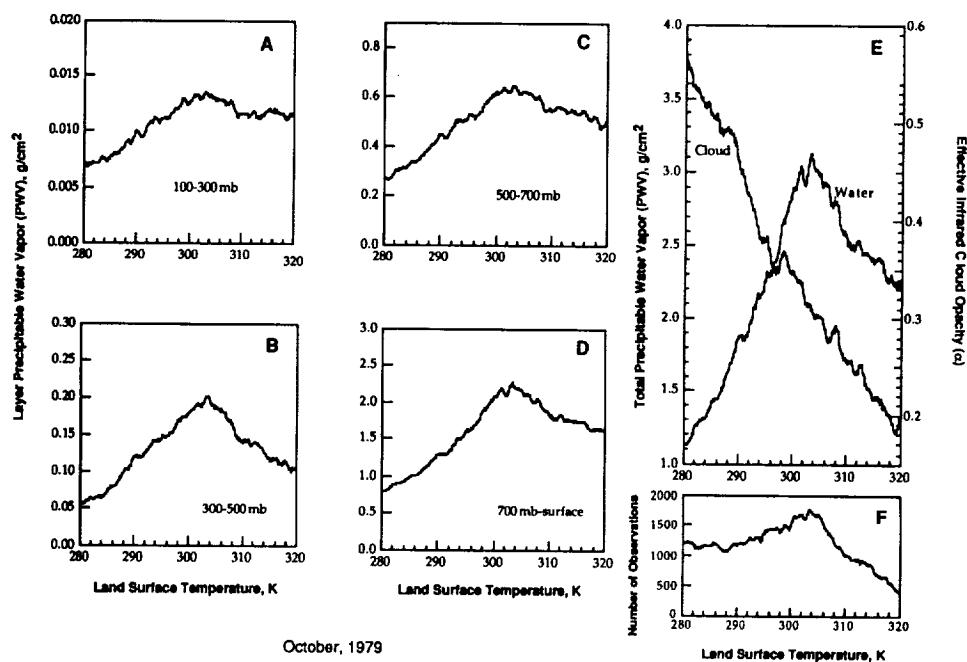 Layer Precipitable Water Vapor (PWV), g/cm2
A
0.020
0.015
0.010
0.005
0.000
100-300 mb
280 290 300 310 320
B
0.30
0.25
0.20
0.15
0.10
0.05
0.00
300-500 mb
280 290 300 310 320
Land Surface Temperature, K
C
0.8
0.6
0.4
0.2
0.0
500-700 mb
280 290 300 310 320
D
3.0
2.5
2.0
1.5
1.0
0.5
0.0
700 mb-surface
280 290 300 310 320
Land Surface Temperature, K
E
Total Precipitable Water Vapor (PWV), g/cm2
4.0
3.5
3.0
2.5
2.0
1.5
1.0
Cloud
Water
0.6
0.5
0.4
0.3
0.2
Effective Infrared Cloud Opacity (α)
280 290 300 310 320
F
Number of Observations
2000
1500
1000
500
0
280 290 300 310 320
Land Surface Temperature, K
October, 1979